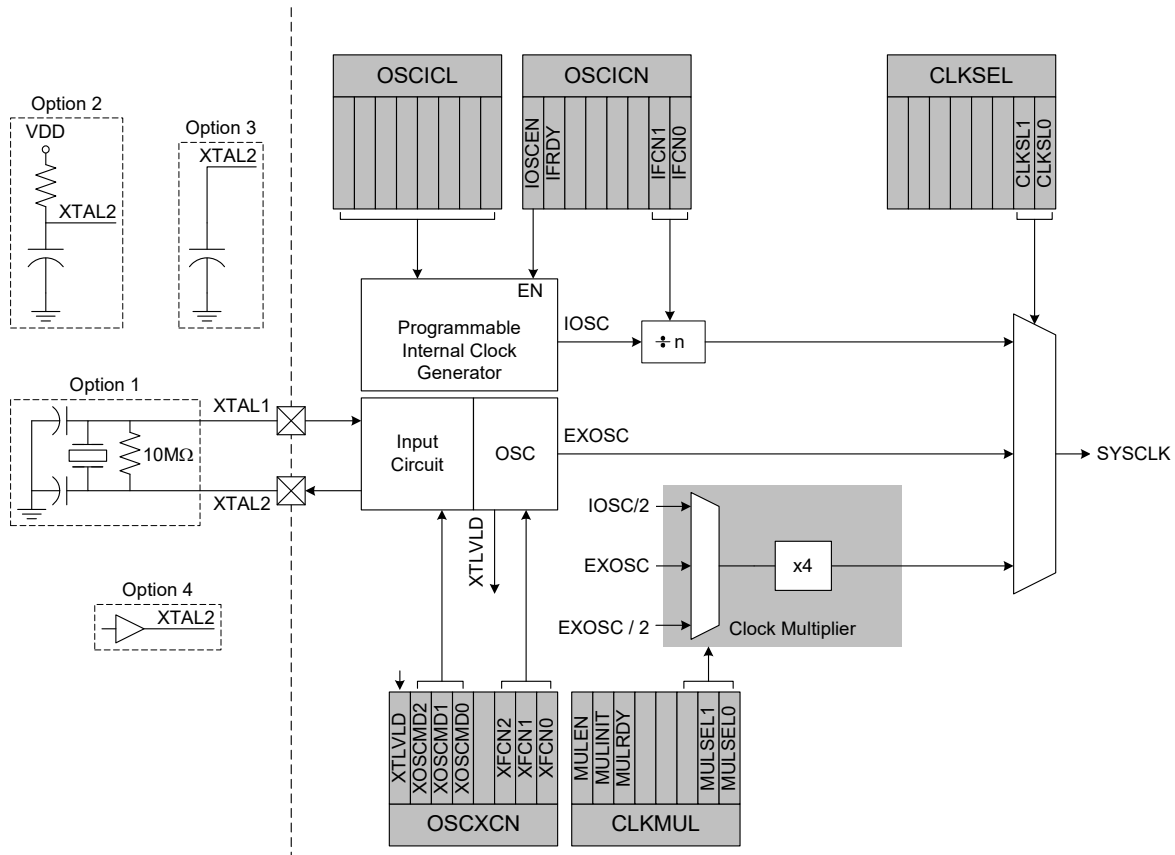 OSCICL
OSCICN
IOSCEN
IFRDY
IFCN1
IFCN0
CLKSEL
CLKSL1
CLKSL0
Option 2
VDD
XTAL2
Option 3
XTAL2
EN
Programmable
Internal Clock
Generator
IOSC
÷ n
Option 1
10MΩ
XTAL1
XTAL2
Input
Circuit
OSC
EXOSC
SYSCLK
XTLVLD
IOSC/2
EXOSC
EXOSC / 2
x4
Clock Multiplier
Option 4
XTAL2
XTLVLD
XOSCMD2
XOSCMD1
XOSCMD0
XFCN2
XFCN1
XFCN0
OSCXCN
MULEN
MULINIT
MULRDY
MULSEL1
MULSEL0
CLKMUL